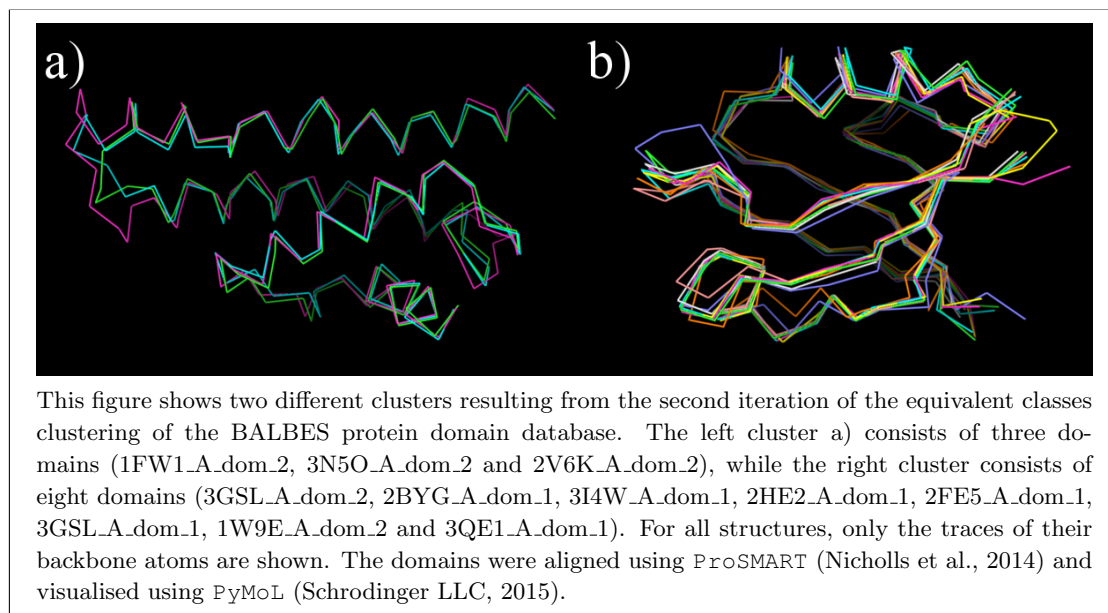 a)
b)
This figure shows two different clusters resulting from the second iteration of the equivalent classes
clustering of the BALBES protein domain database. The left cluster a) consists of three do-
mains (1FW1_A_dom_2, 3N5O_A_dom_2 and 2V6K_A_dom_2), while the right cluster consists of
eight domains (3GSL_A_dom_2, 2BYG_A_dom_1, 3I4W_A_dom_1, 2HE2_A_dom_1, 2FE5_A_dom_1,
3GSL_A_dom_1, 1W9E_A_dom_2 and 3QE1_A_dom_1). For all structures, only the traces of their
backbone atoms are shown. The domains were aligned using ProSMART (Nicholls et al., 2014) and
visualised using PyMoL (Schrodinger LLC, 2015).